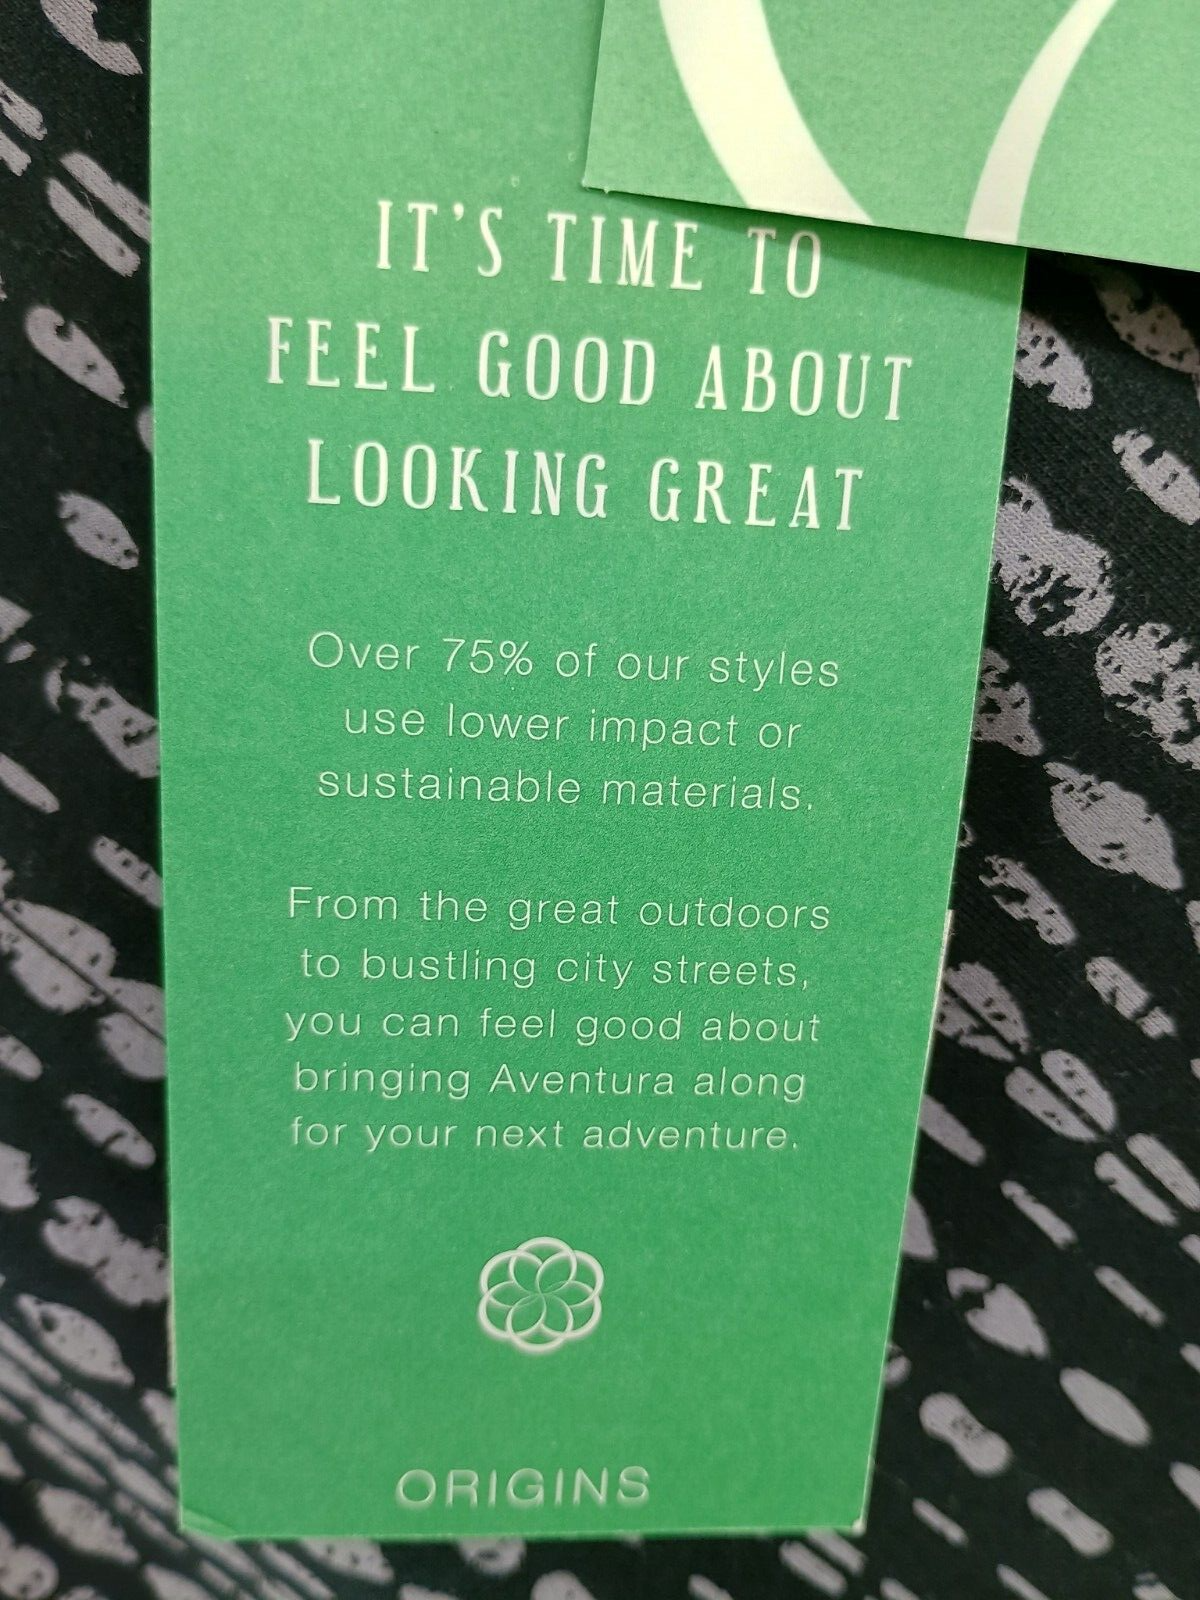 IT'S TIME TO
FEEL GOOD ABOUT
LOOKING GREAT
Over 75% of our styles
use lower impact or
sustainable materials.
From the great outdoors
to bustling city streets,
you can feel good about
bringing Aventura along
for your next adventure.
ORIGINS